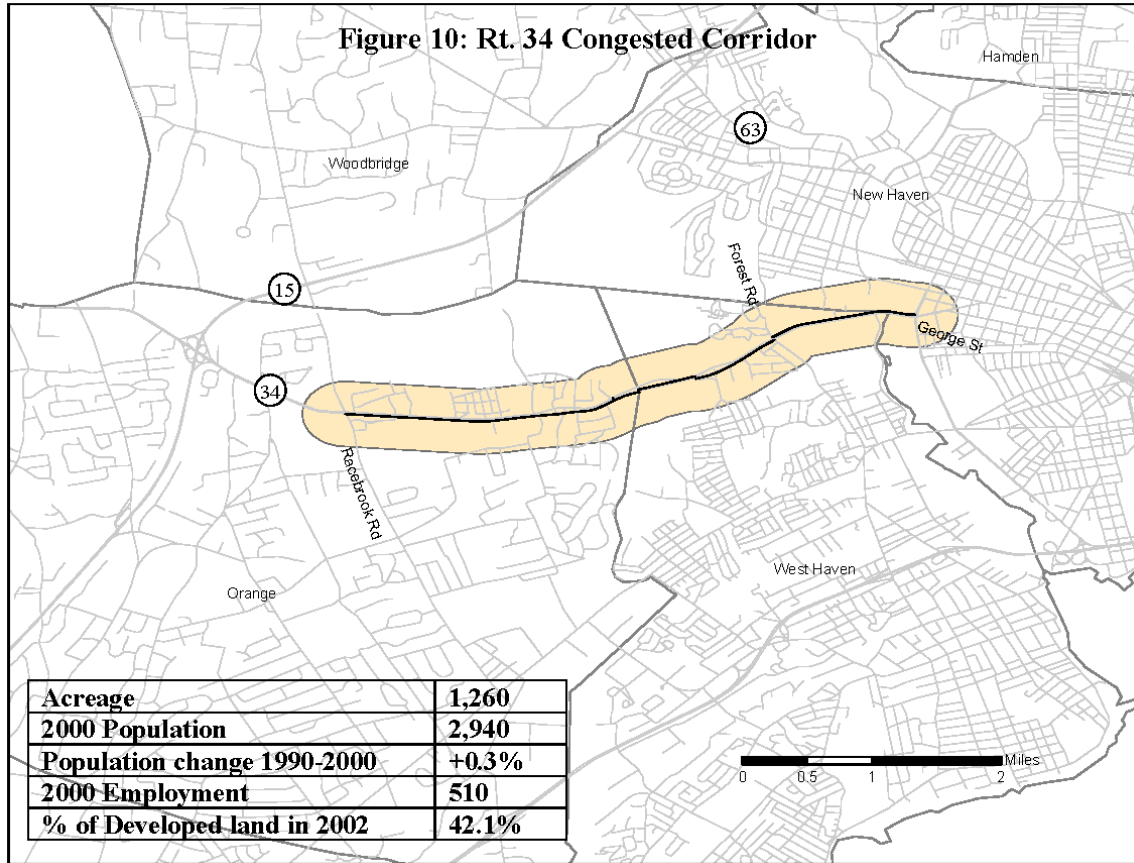 Figure 10: Rt. 34 Congested Corridor
Hamden
63
Woodbridge
New Haven
Forest Rd
15
George St
34
Racebrook Rd
West Haven
Orange
Acreage 1,260
2000 Population 2,940
Population change 1990-2000 +0.3%
2000 Employment 510
% of Developed land in 2002 42.1%
Miles
0 0.5 1 2